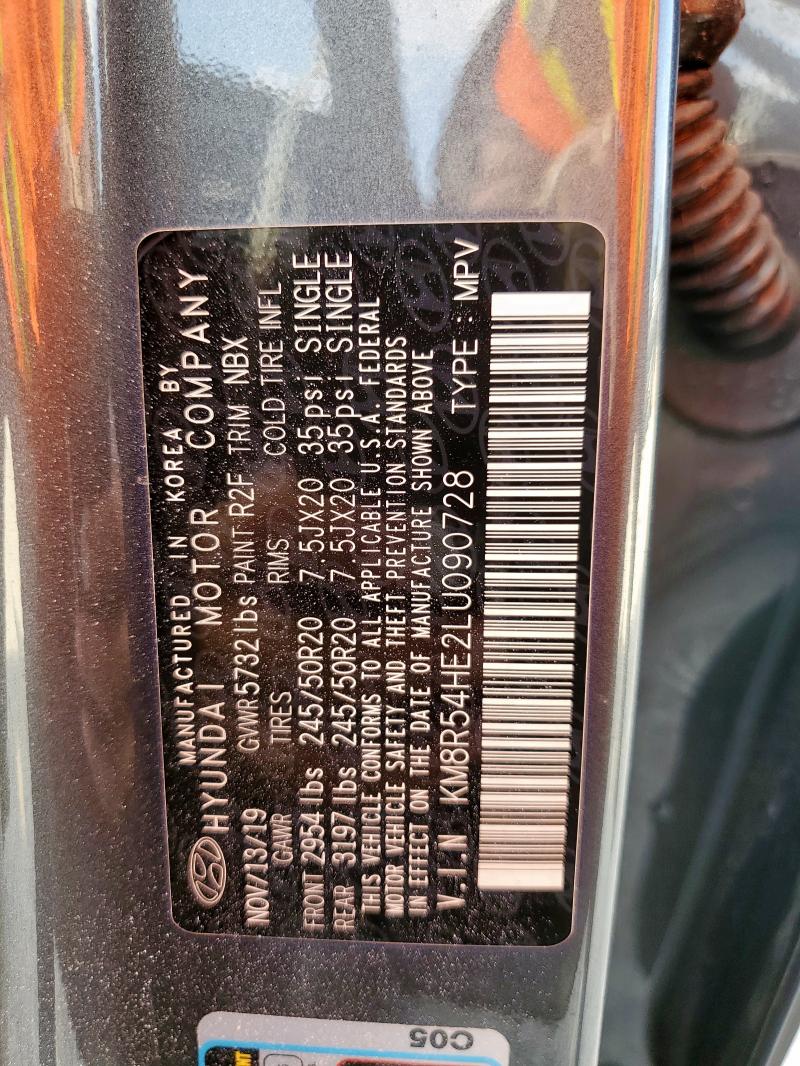 MANUFACTURED IN KOREA BY
HYUNDAI MOTOR COMPANY
NOV/13/19 GVWR 5732 lbs PAINT R2F TRIM NBX
GAWR TIRES RIMS COLD TIRE INFL
FRONT 2954 lbs 245/50R20 7.5JX20 35psi SINGLE
REAR 3197 lbs 245/50R20 7.5JX20 35psi SINGLE
THIS VEHICLE CONFORMS TO ALL APPLICABLE U.S.A. FEDERAL
MOTOR VEHICLE SAFETY AND THEFT PREVENTION STANDARDS
IN EFFECT ON THE DATE OF MANUFACTURE SHOWN ABOVE
V.I.N : KM8R54HE2LU090728 TYPE : MPV
C05